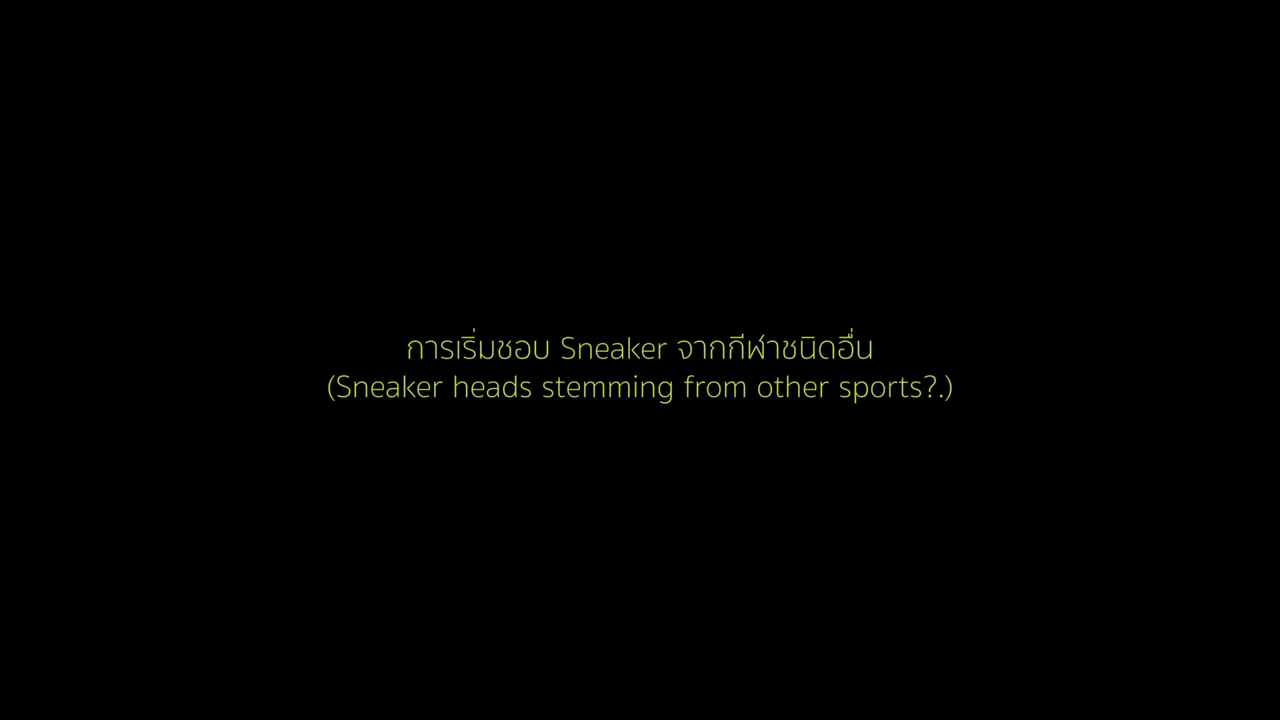 การเริ่มชอบ Sneaker จากกีฬาชนิดอื่น
(Sneaker heads stemming from other sports?.)